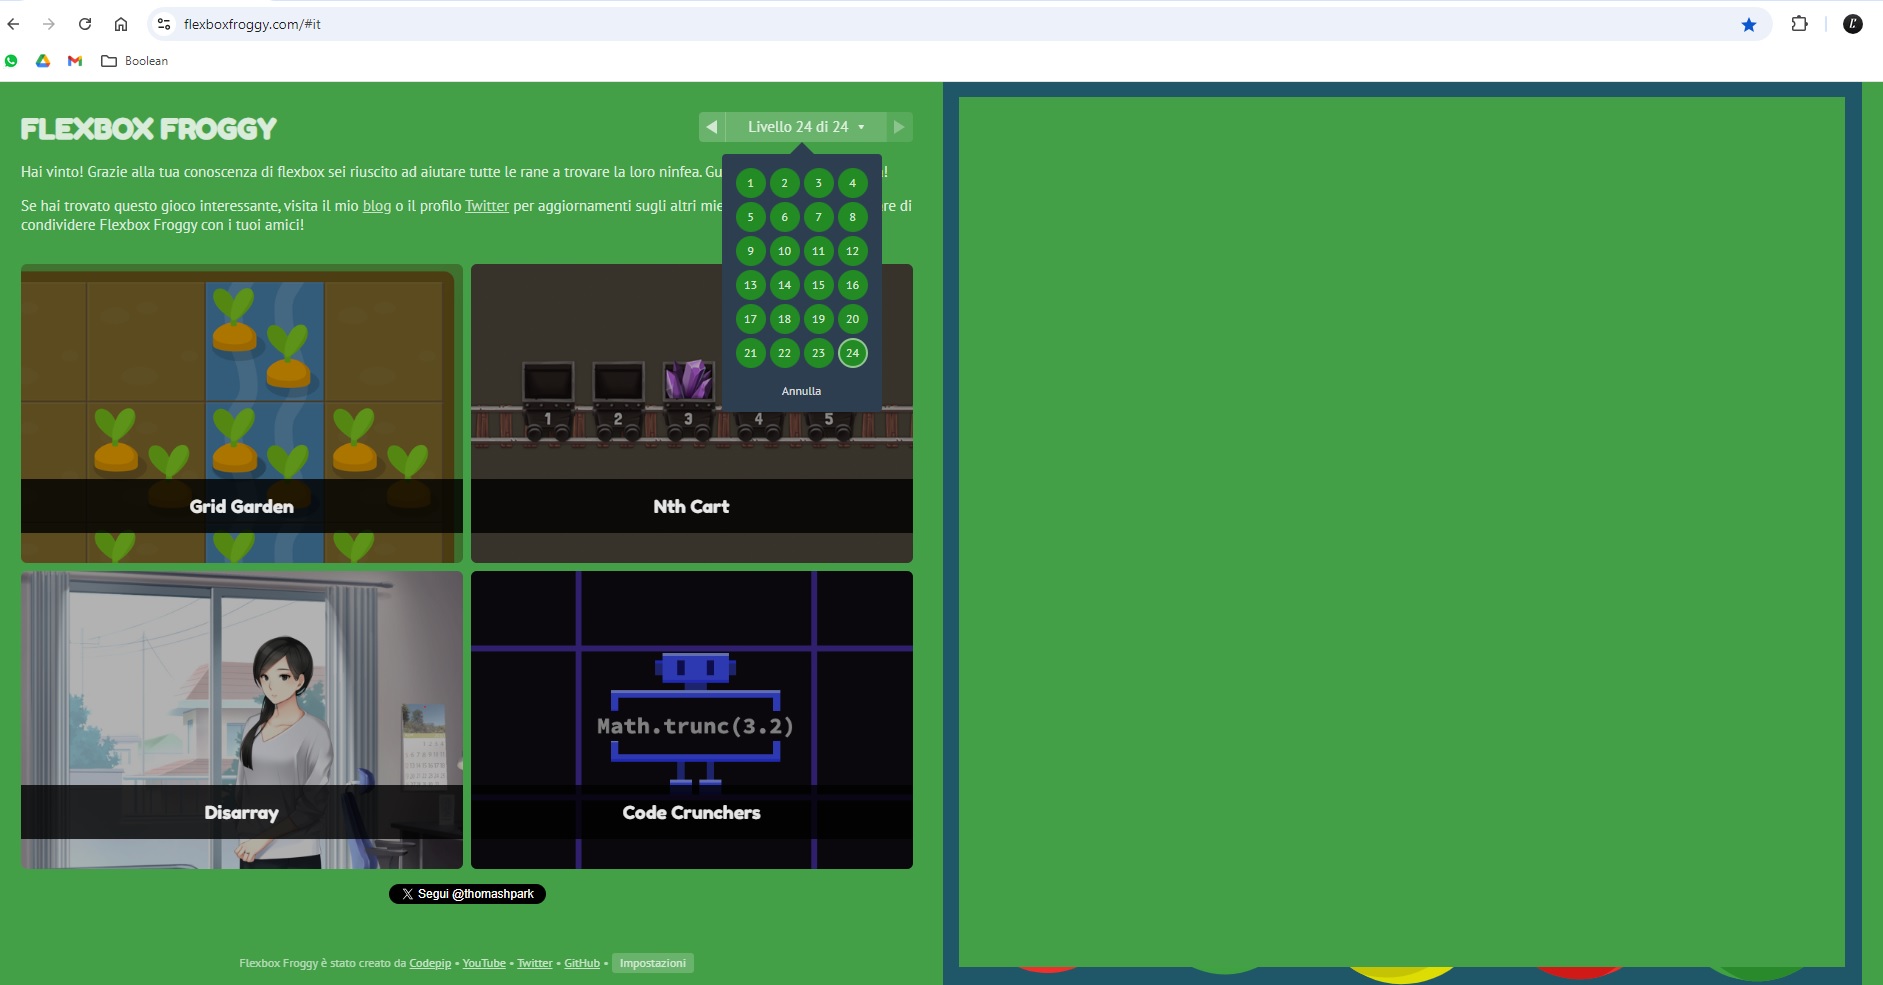 flexboxfroggy.com/#it
Boolean
FLEXBOX FROGGY
Livello 24 di 24
Hai vinto! Grazie alla tua conoscenza di flexbox sei riuscito ad aiutare tutte le rane a trovare la loro ninfea.
Se hai trovato questo gioco interessante, visita il mio blog o il profilo Twitter per aggiornamenti sugli altri
di
condividere Flexbox Froggy con i tuoi amici!
1 2 3 4
5 6 7 8
9 10 11 12
13 14 15 16
17 18 19 20
21 22 23 24
Annulla
1 2 3 4 5
Grid Garden
Nth Cart
Math.trunc(3.2)
Disarray
Code Crunchers
Segui @thomashpark
Flexbox Froggy è stato creato da Codepip • YouTube • Twitter • GitHub • Impostazioni